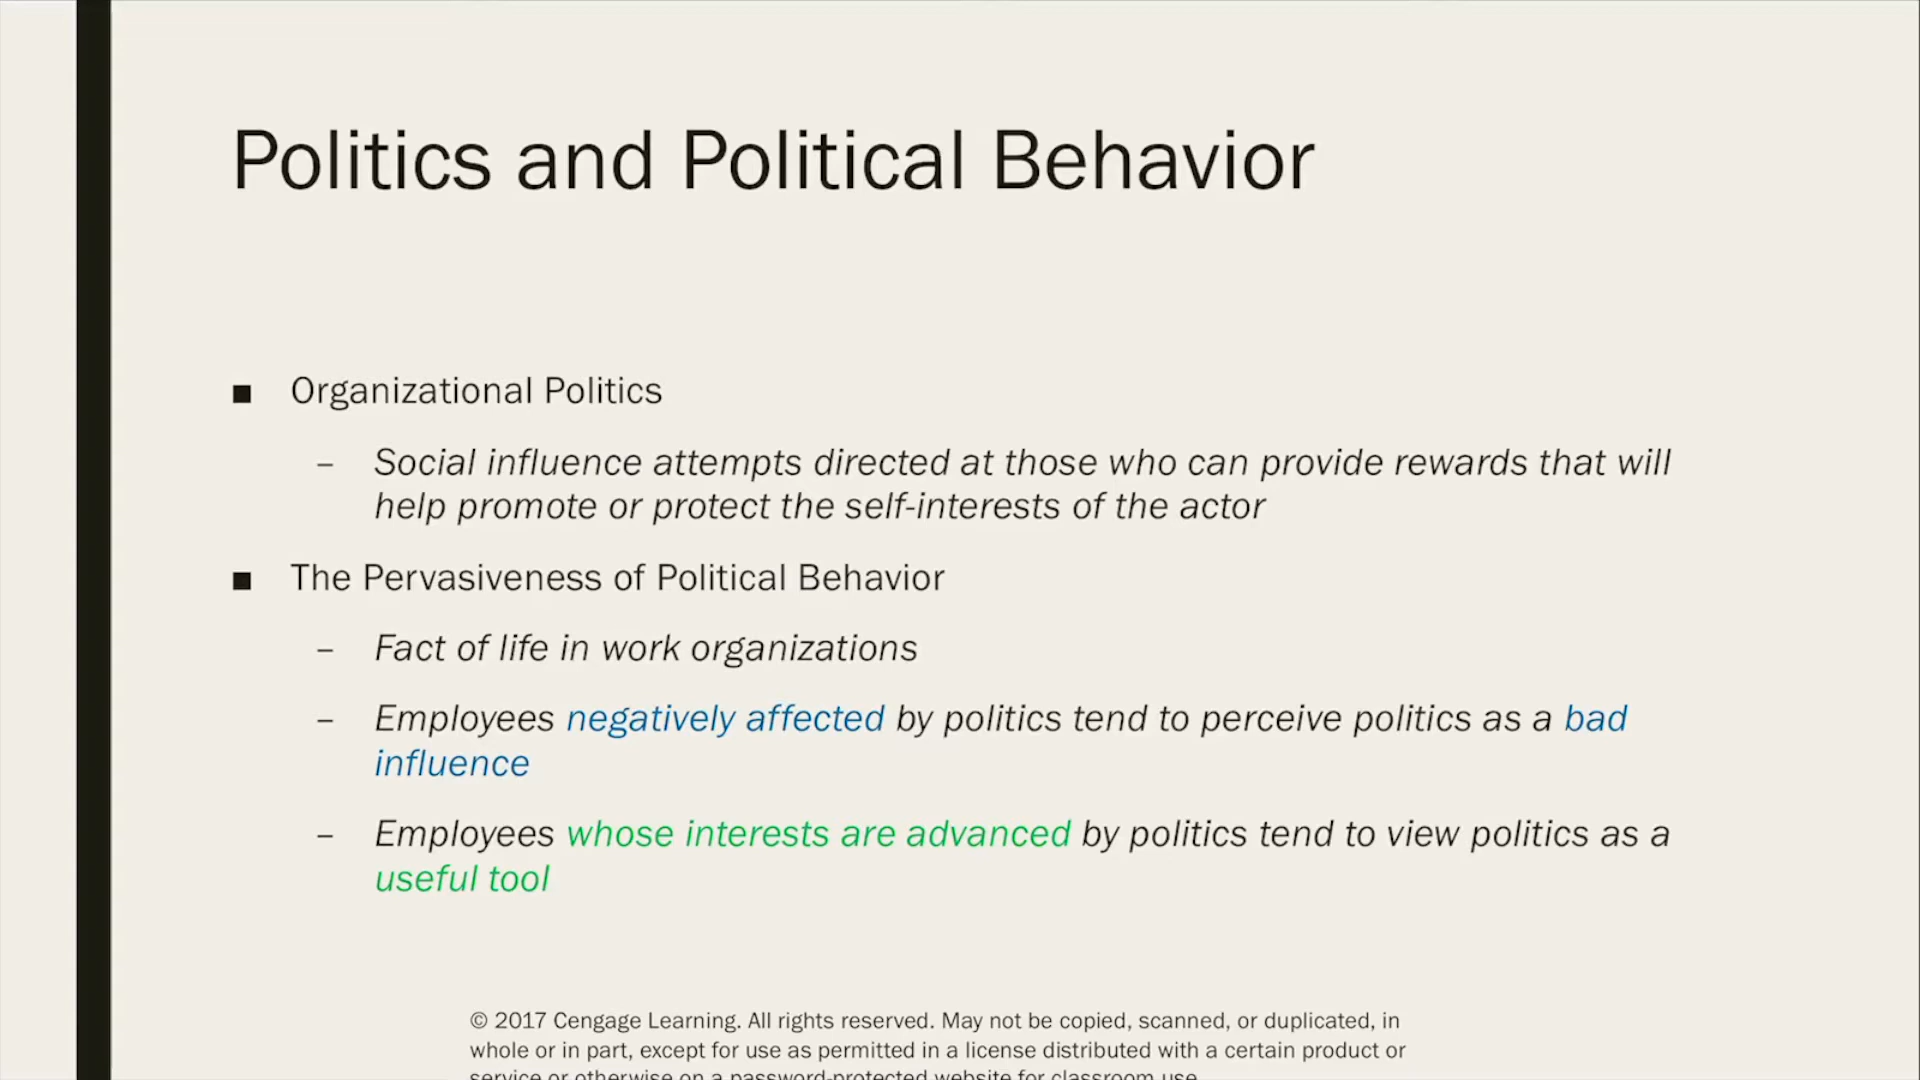 Politics and Political Behavior
■ Organizational Politics
– Social influence attempts directed at those who can provide rewards that will
help promote or protect the self-interests of the actor
■ The Pervasiveness of Political Behavior
– Fact of life in work organizations
– Employees negatively affected by politics tend to perceive politics as a bad
influence
– Employees whose interests are advanced by politics tend to view politics as a
useful tool
© 2017 Cengage Learning. All rights reserved. May not be copied, scanned, or duplicated, in
whole or in part, except for use as permitted in a license distributed with a certain product or
service or otherwise on a password-protected website for classroom use